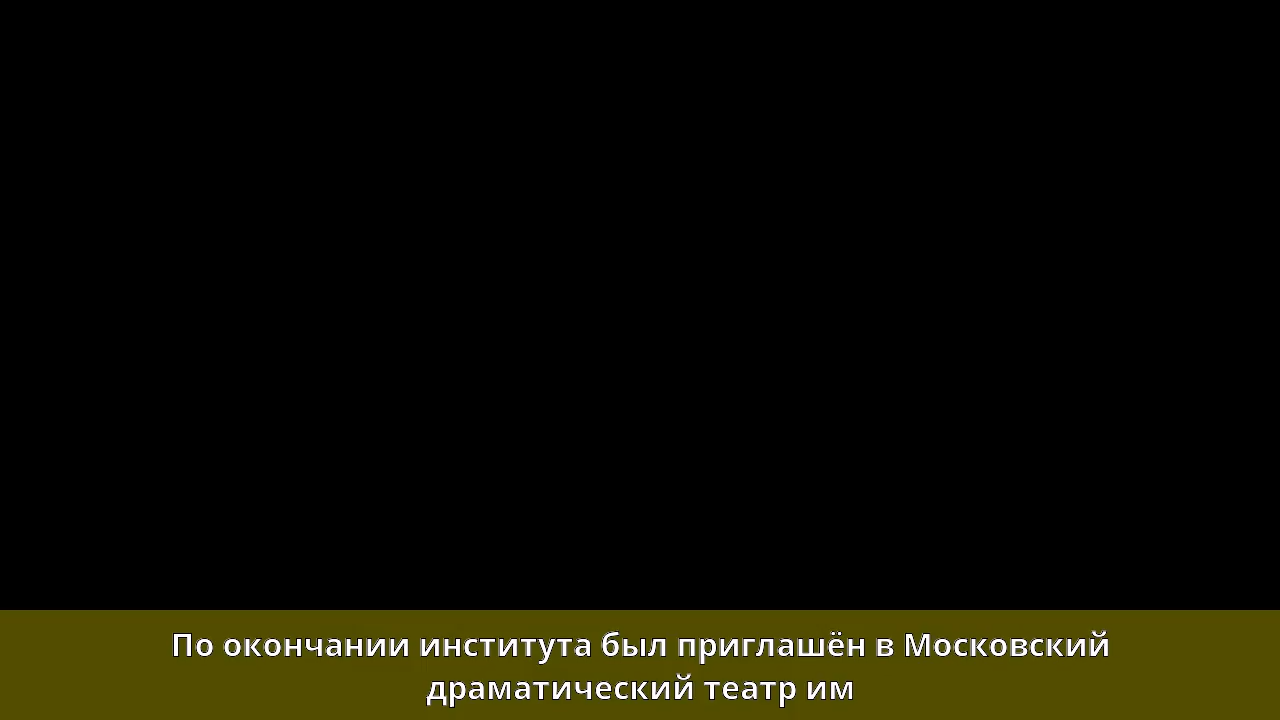 По окончании института был приглашён в Московский
драматический театр им